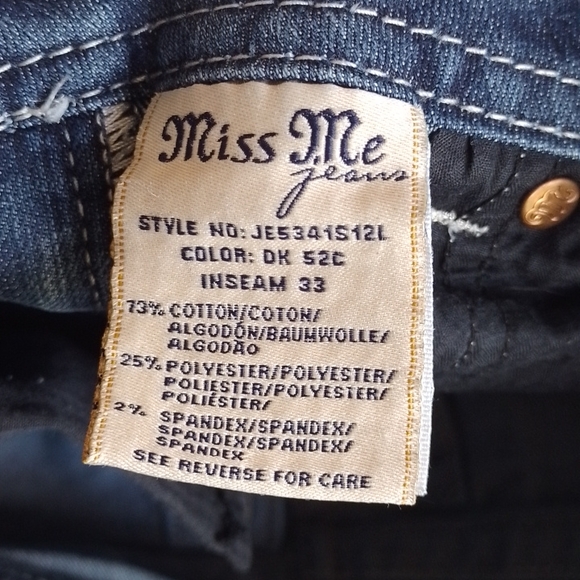 Miss Me
jeans
STYLE NO: JE5341S12L
COLOR: DK 52C
INSEAM 33
73% COTTON/COTON/
ALGODÓN/BAUMWOLLE/
ALGODÃO
25% POLYESTER/POLYESTER/
POLIESTER/POLYESTER/
POLIÉSTER/
2% SPANDEX/SPANDEX/
SPANDEX/SPANDEX/
SPANDEX
SEE REVERSE FOR CARE